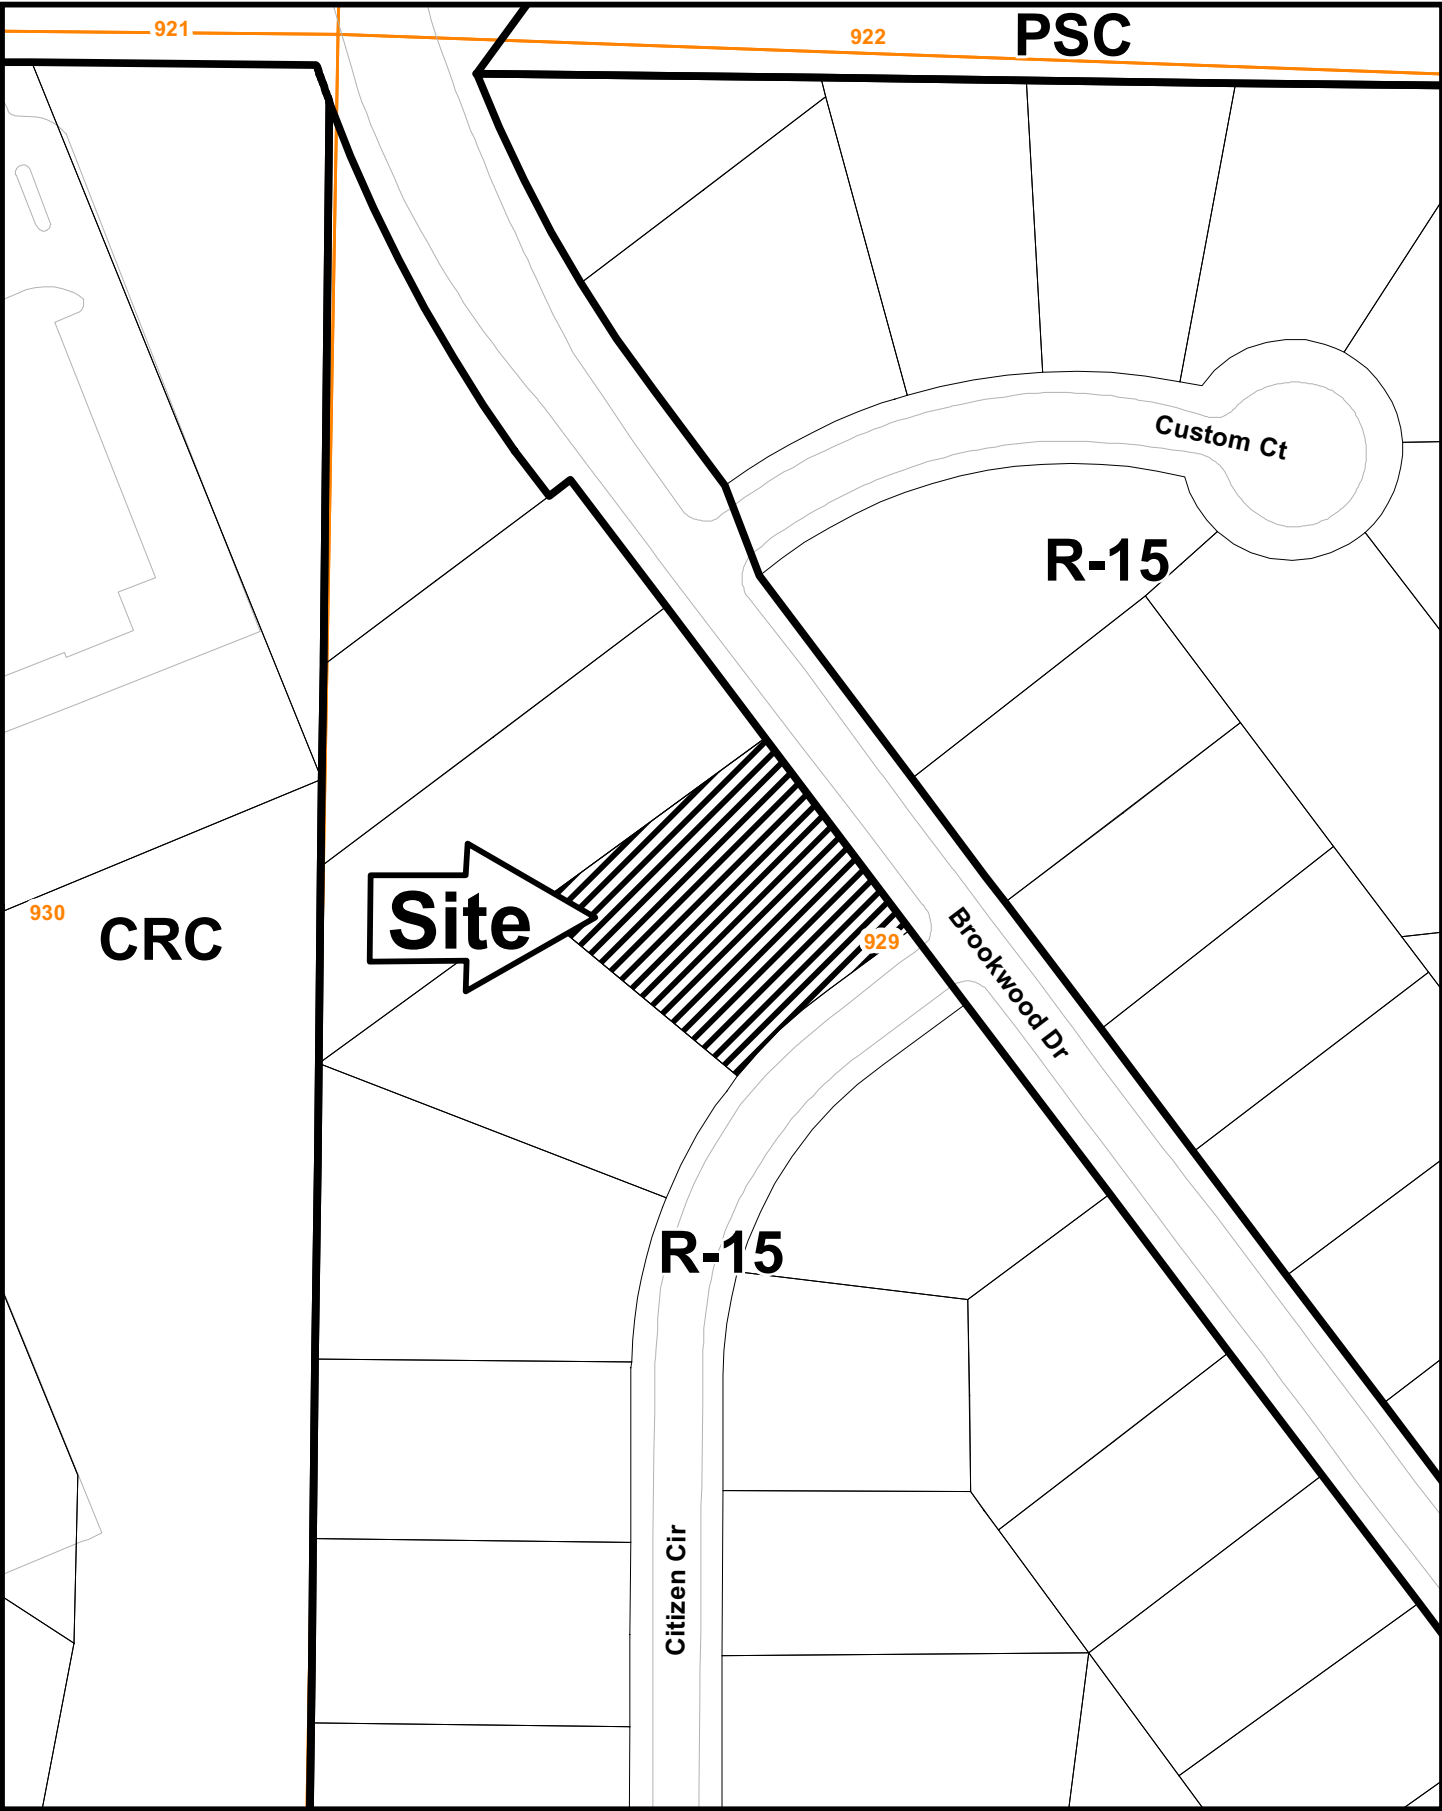 921
922
PSC
Custom Ct
R-15
Site
930
CRC
929
Brookwood Dr
R-15
Citizen Cir